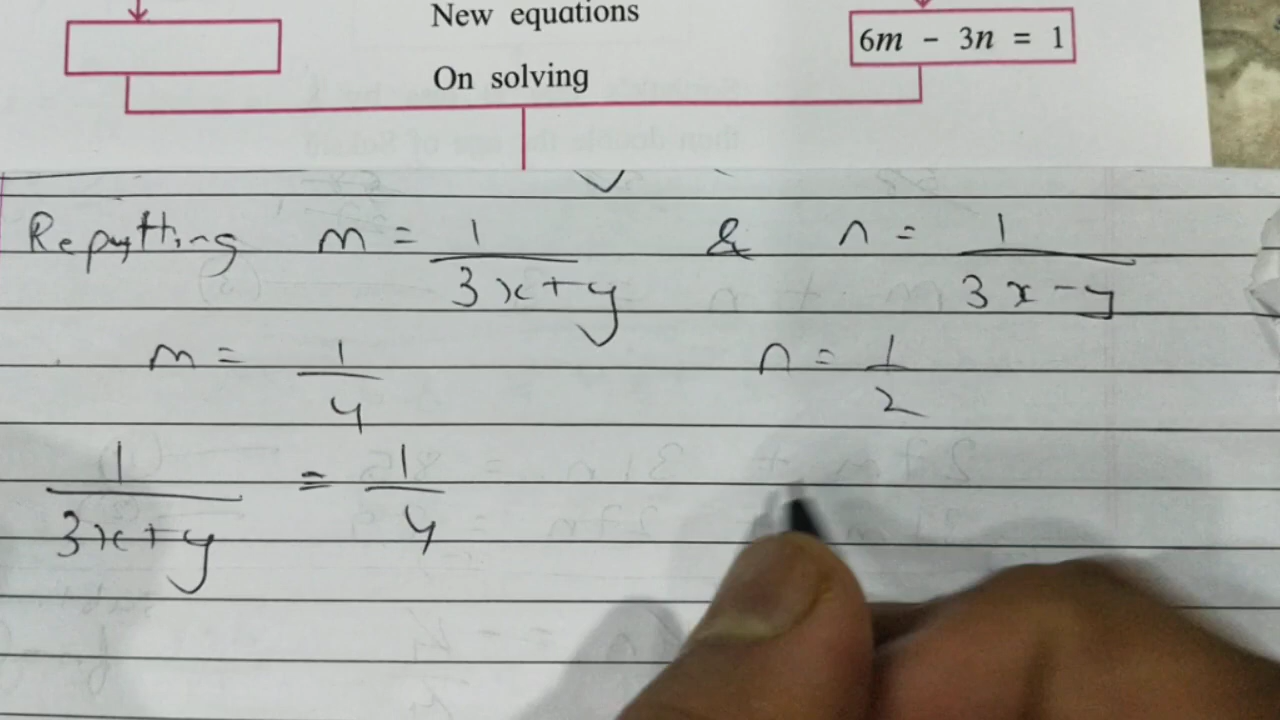 New equations
6m - 3n = 1
On solving
Reputting m = 1/(3x+y) & n = 1/(3x-y)
m = 1/4 n = 1/2
1/(3x+y) = 1/4